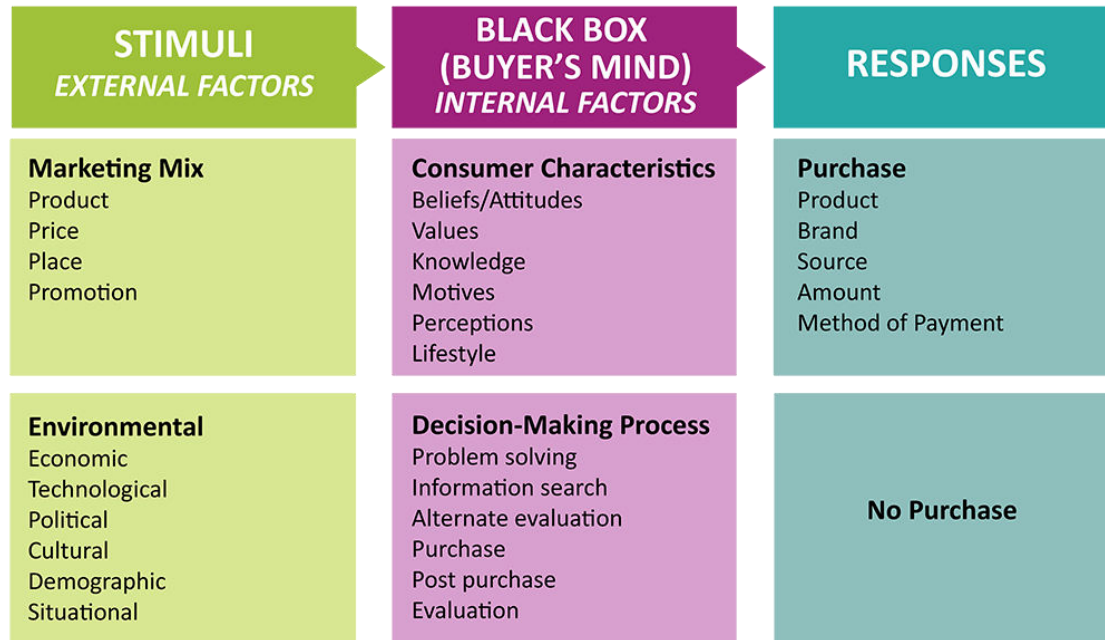 STIMULI
EXTERNAL FACTORS
Marketing Mix
Product
Price
Place
Promotion
Environmental
Economic
Technological
Political
Cultural
Demographic
Situational
BLACK BOX
(BUYER'S MIND)
INTERNAL FACTORS
Consumer Characteristics
Beliefs/Attitudes
Values
Knowledge
Motives
Perceptions
Lifestyle
Decision-Making Process
Problem solving
Information search
Alternate evaluation
Purchase
Post purchase
Evaluation
RESPONSES
Purchase
Product
Brand
Source
Amount
Method of Payment
No Purchase